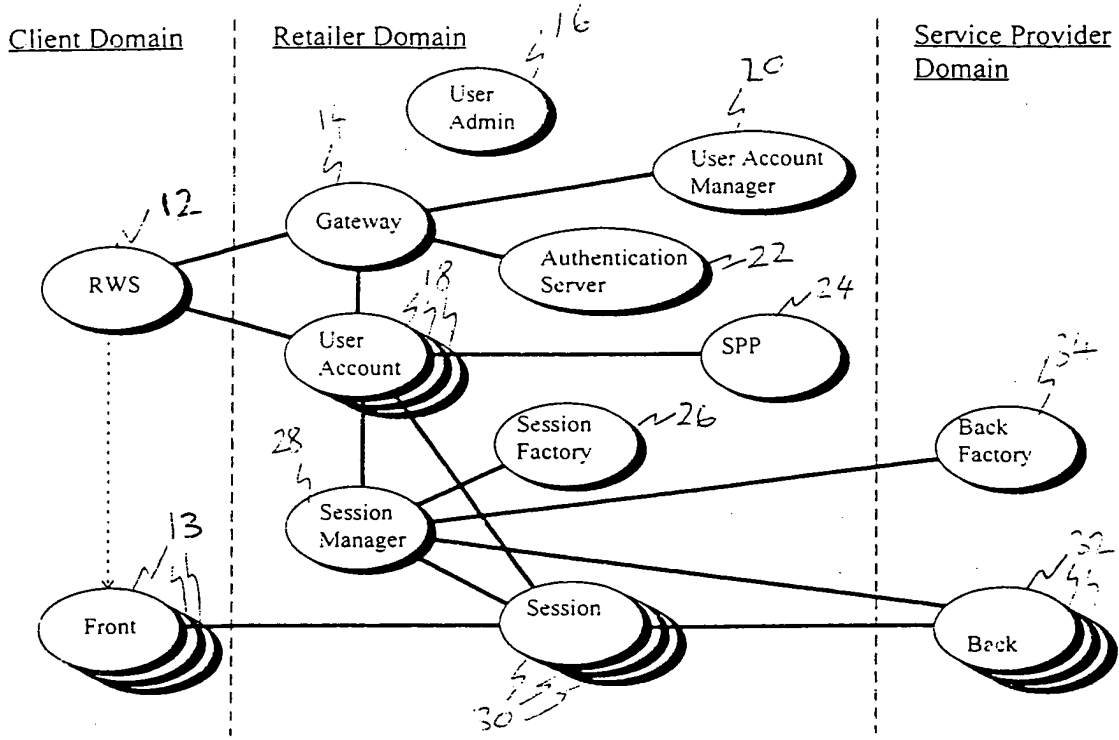 Client Domain
Retailer Domain
Service Provider
Domain
16
User
Admin
20
14
User Account
Manager
12
Gateway
RWS
Authentication
Server
22
18
24
User
Account
SPP
34
Session
Factory
26
Back
Factory
28
Session
Manager
13
32
Front
Session
Back
30